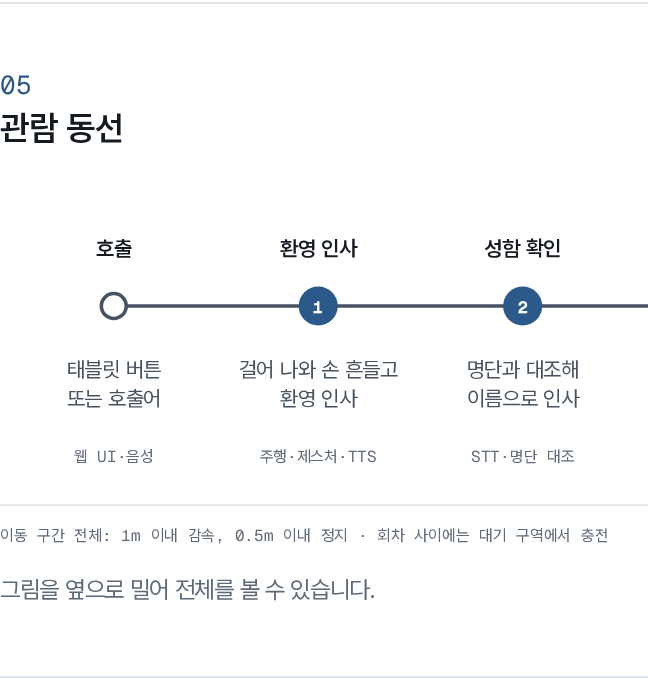 05
관람 동선
호출
환영 인사
성함 확인
1
2
태블릿 버튼
또는 호출어
걸어 나와 손 흔들고
환영 인사
명단과 대조해
이름으로 인사
웹 UI·음성
주행·제스처·TTS
STT·명단 대조
이동 구간 전체: 1m 이내 감속, 0.5m 이내 정지 · 회차 사이에는 대기 구역에서 충전
그림을 옆으로 밀어 전체를 볼 수 있습니다.